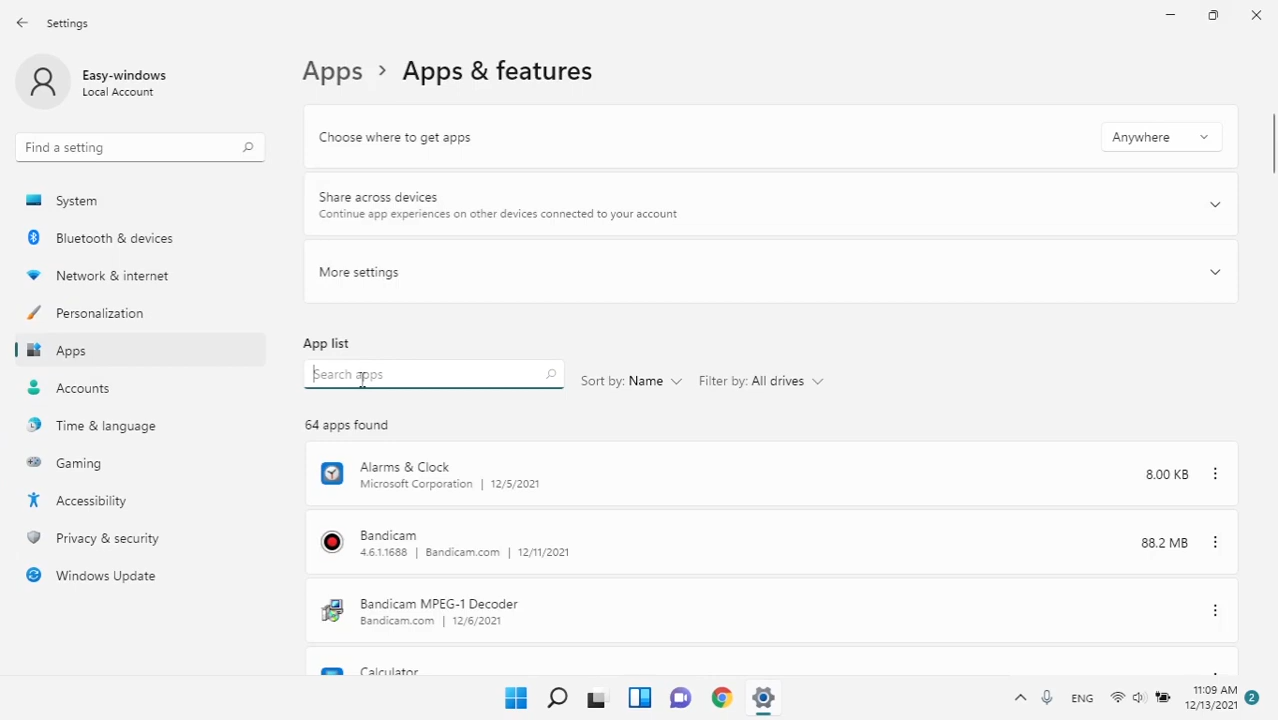 Settings
Easy-windows
Local Account
Find a setting
System
Bluetooth & devices
Network & internet
Personalization
Apps
Accounts
Time & language
Gaming
Accessibility
Privacy & security
Windows Update
Apps > Apps & features
Choose where to get apps Anywhere
Share across devices
Continue app experiences on other devices connected to your account
More settings
App list
Search apps Sort by: Name Filter by: All drives
64 apps found
Alarms & Clock
Microsoft Corporation | 12/5/2021 8.00 KB
Bandicam
4.6.1.1688 | Bandicam.com | 12/11/2021 88.2 MB
Bandicam MPEG-1 Decoder
Bandicam.com | 12/6/2021
Calculator
ENG 11:09 AM
12/13/2021 2